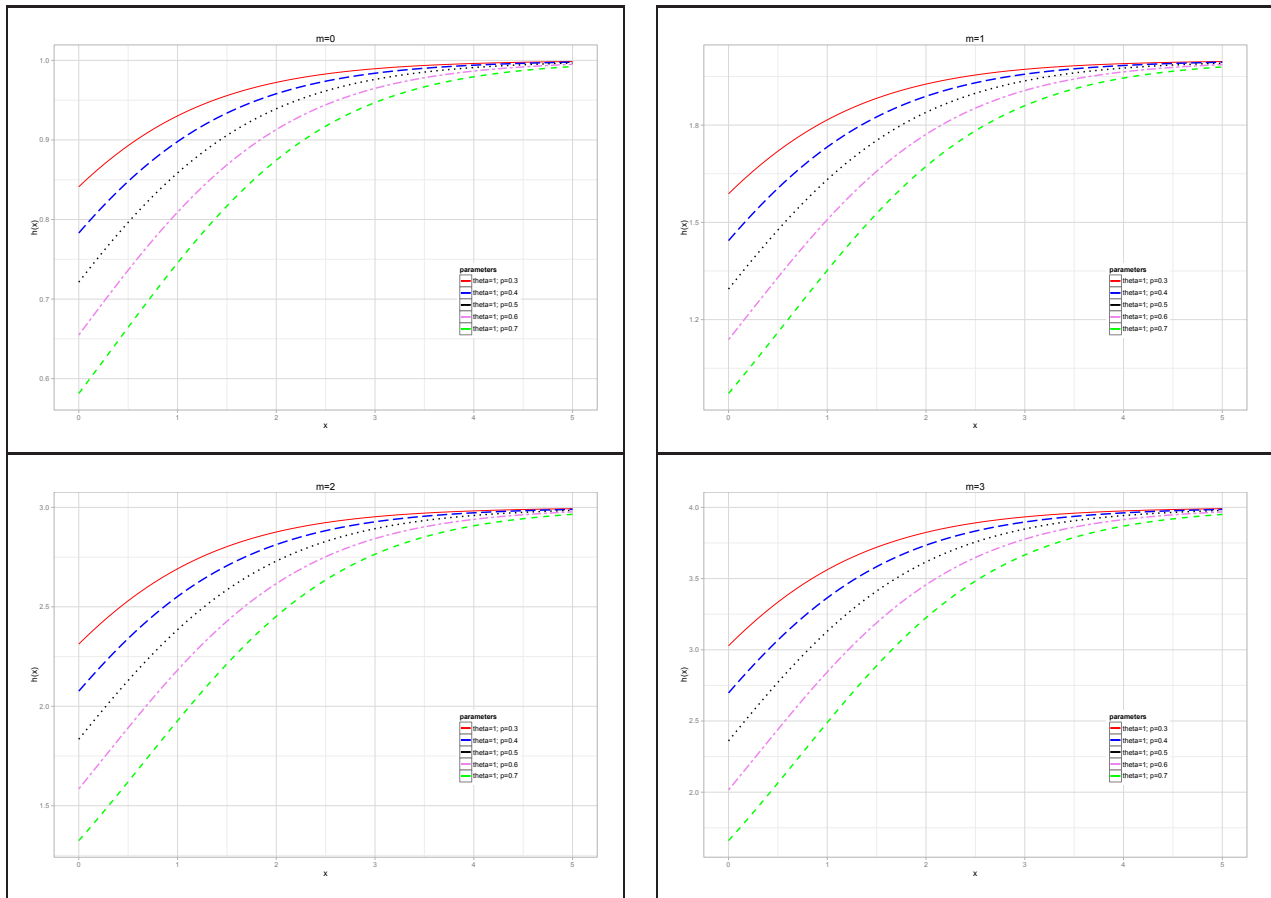 m=0
1.0
0.9
0.8
0.7
0.6
h(x)
0
1
2
3
4
5
x
parameters
theta=1; p=0.3
theta=1; p=0.4
theta=1; p=0.5
theta=1; p=0.6
theta=1; p=0.7
m=1
1.8
1.5
1.2
h(x)
0
1
2
3
4
5
x
parameters
theta=1; p=0.3
theta=1; p=0.4
theta=1; p=0.5
theta=1; p=0.6
theta=1; p=0.7
m=2
3.0
2.5
2.0
1.5
h(x)
0
1
2
3
4
5
x
parameters
theta=1; p=0.3
theta=1; p=0.4
theta=1; p=0.5
theta=1; p=0.6
theta=1; p=0.7
m=3
4.0
3.5
3.0
2.5
2.0
h(x)
0
1
2
3
4
5
x
parameters
theta=1; p=0.3
theta=1; p=0.4
theta=1; p=0.5
theta=1; p=0.6
theta=1; p=0.7